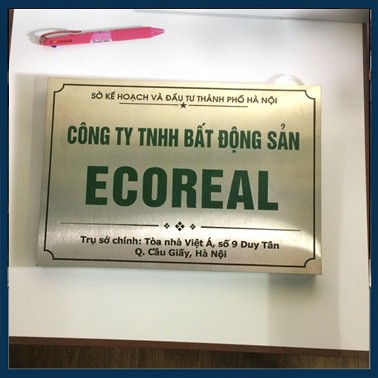 SỞ KẾ HOẠCH VÀ ĐẦU TƯ THÀNH PHỐ HÀ NỘI
CÔNG TY TNHH BẤT ĐỘNG SẢN
ECOREAL
Trụ sở chính: Tòa nhà Việt Á, số 9 Duy Tân
Q. Cầu Giấy, Hà Nội